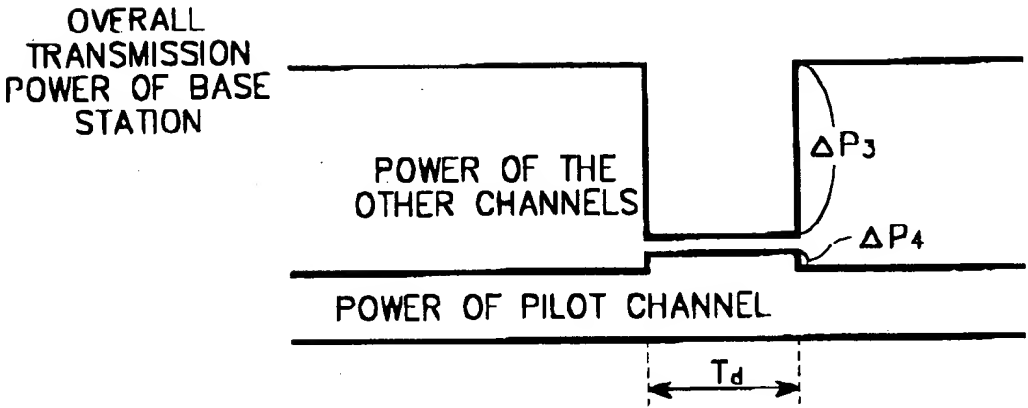 OVERALL
TRANSMISSION
POWER OF BASE
STATION
POWER OF THE
OTHER CHANNELS
ΔP3
ΔP4
POWER OF PILOT CHANNEL
Td